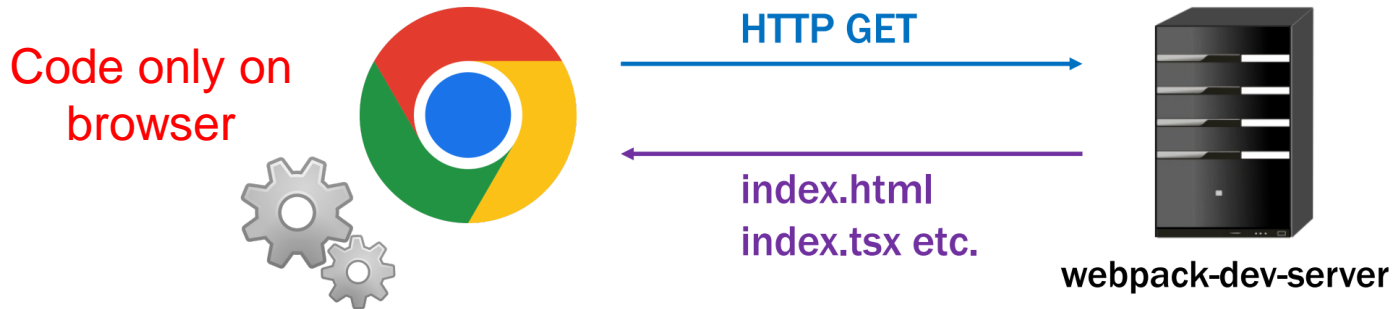 Code only on
browser
HTTP GET
index.html
index.tsx etc.
webpack-dev-server